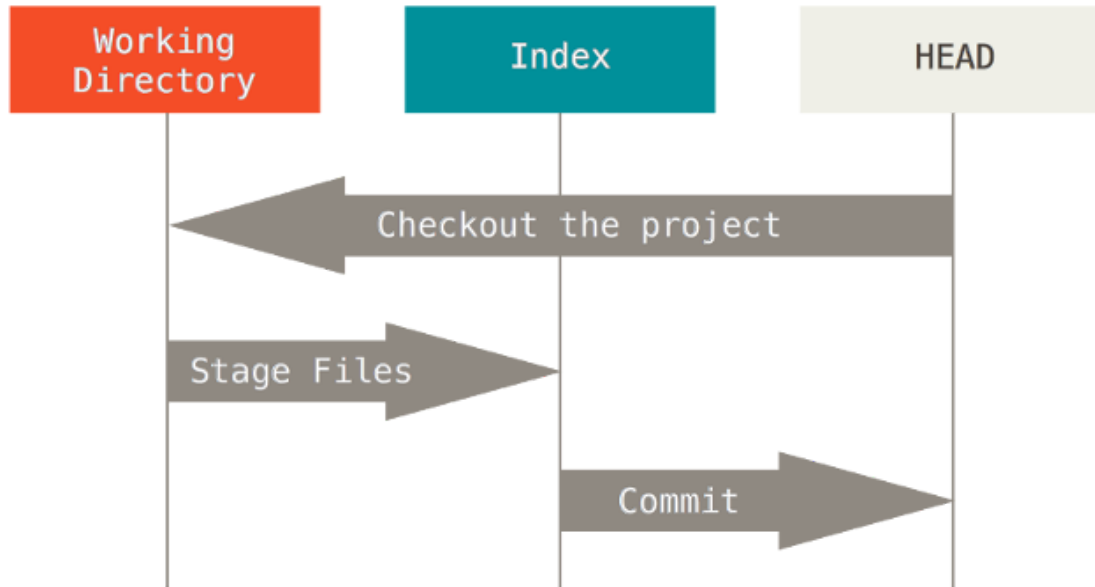 Working
Directory
Index
HEAD
Checkout the project
Stage Files
Commit